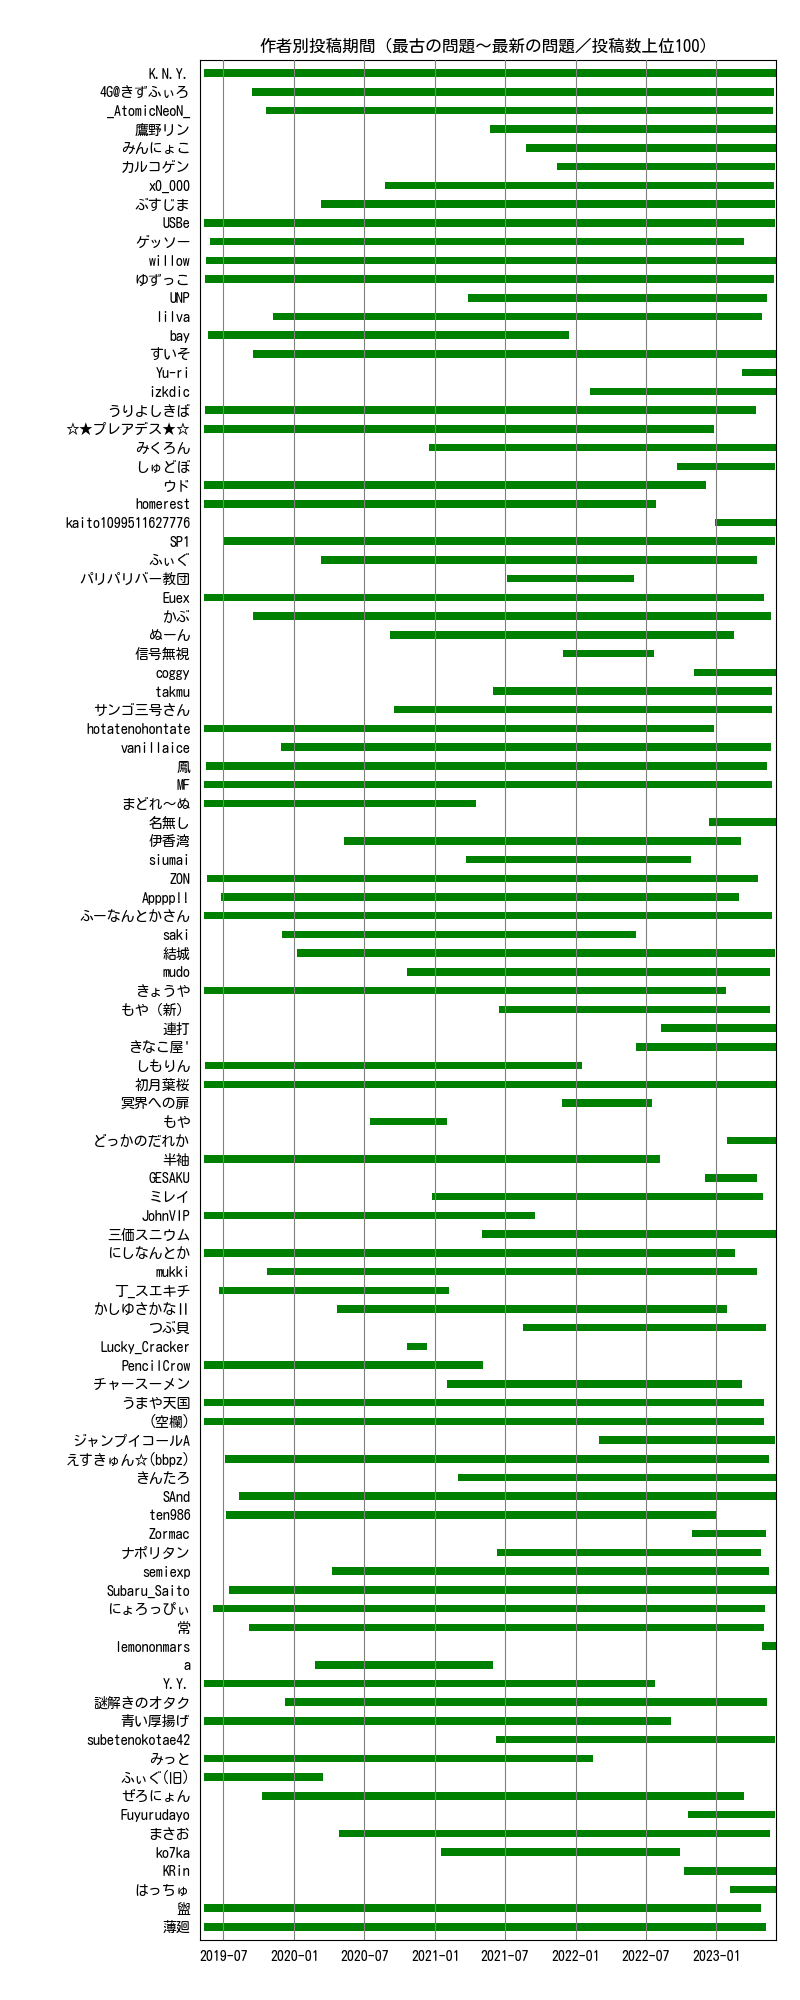 作者別投稿期間（最古の問題～最新の問題／投稿数上位100）
K.N.Y.
4G@きずふぃろ
_AtomicNeoN_
鷹野リン
みんにょこ
カルコゲン
x0_000
ぷすじま
USBe
ゲッソー
willow
ゆずっこ
UNP
lilva
bay
すいそ
Yu-ri
izkdic
うりよしきば
☆★プレアデス★☆
みくろん
しゅどぼ
ウド
homerest
kaito1099511627776
SP1
ふぃぐ
パリパリバー教団
Euex
かぶ
ぬーん
信号無視
coggy
takmu
サンゴ三号さん
hotatenohontate
vanillaice
鳳
MF
まどれ～ぬ
名無し
伊香湾
siumai
ZON
Appppll
ふーなんとかさん
saki
結城
mudo
きょうや
もや（新）
連打
きなこ屋'
しもりん
初月葉桜
冥界への扉
もや
どっかのだれか
半袖
GESAKU
ミレイ
JohnVIP
三価スニウム
にしなんとか
mukki
丁_スエキチ
かしゆさかなII
つぶ貝
Lucky_Cracker
PencilCrow
チャースーメン
うまや天国
(空欄)
ジャンプイコールA
えすきゅん☆(bbpz)
きんたろ
SAnd
ten986
Zormac
ナポリタン
semiexp
Subaru_Saito
にょろっぴぃ
常
lemononmars
a
Y.Y.
謎解きのオタク
青い厚揚げ
subetenokotae42
みっと
ふぃぐ(旧)
ぜろにょん
Fuyurudayo
まさお
ko7ka
KRin
はっちゅ
盥
薄廻
2019-07 2020-01 2020-07 2021-01 2021-07 2022-01 2022-07 2023-01